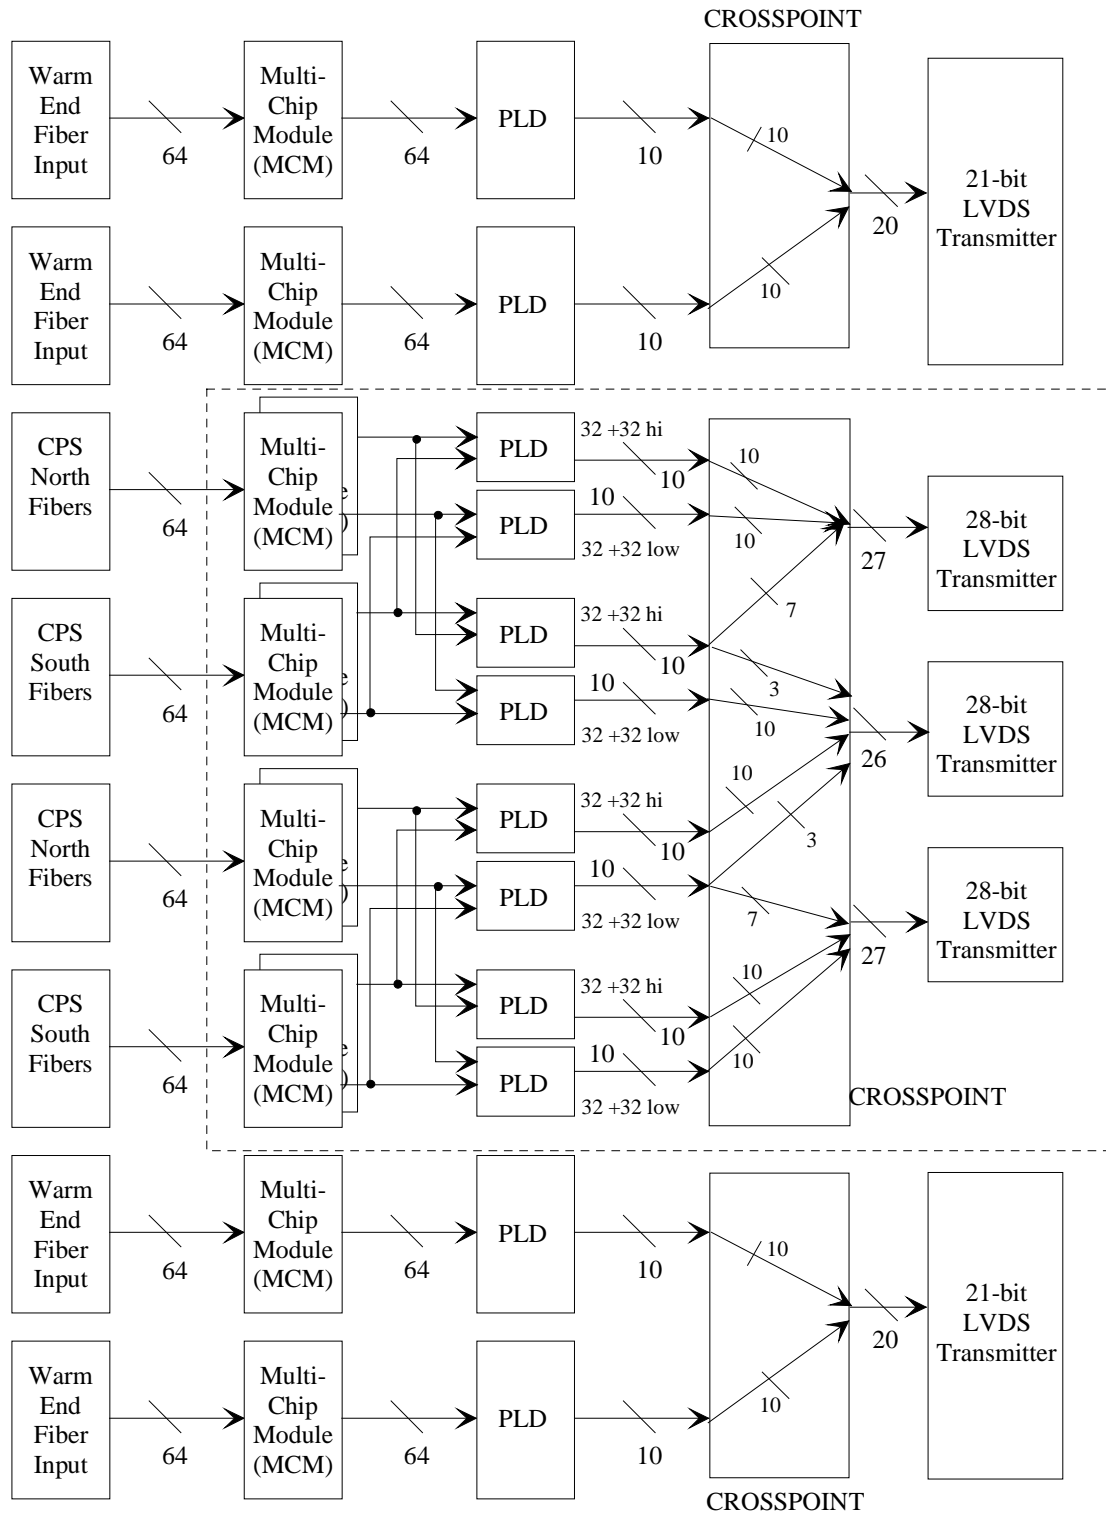 CROSSPOINT
Warm
End
Fiber
Input
64
Multi-
Chip
Module
(MCM)
64
PLD
10
10
20
21-bit
LVDS
Transmitter
Warm
End
Fiber
Input
64
Multi-
Chip
Module
(MCM)
64
PLD
10
10
CPS
North
Fibers
64
Multi-
Chip
Module
(MCM)
e
)
PLD
32 +32 hi
10
10
PLD
10
32 +32 low
10
7
27
28-bit
LVDS
Transmitter
CPS
South
Fibers
64
Multi-
Chip
Module
(MCM)
e
)
PLD
32 +32 hi
10
3
PLD
10
32 +32 low
10
26
28-bit
LVDS
Transmitter
CPS
North
Fibers
64
Multi-
Chip
Module
(MCM)
e
)
PLD
32 +32 hi
10
10
3
PLD
10
32 +32 low
7
27
28-bit
LVDS
Transmitter
CPS
South
Fibers
64
Multi-
Chip
Module
(MCM)
e
)
PLD
32 +32 hi
10
10
PLD
10
32 +32 low
10
CROSSPOINT
Warm
End
Fiber
Input
64
Multi-
Chip
Module
(MCM)
64
PLD
10
10
20
21-bit
LVDS
Transmitter
Warm
End
Fiber
Input
64
Multi-
Chip
Module
(MCM)
64
PLD
10
10
CROSSPOINT